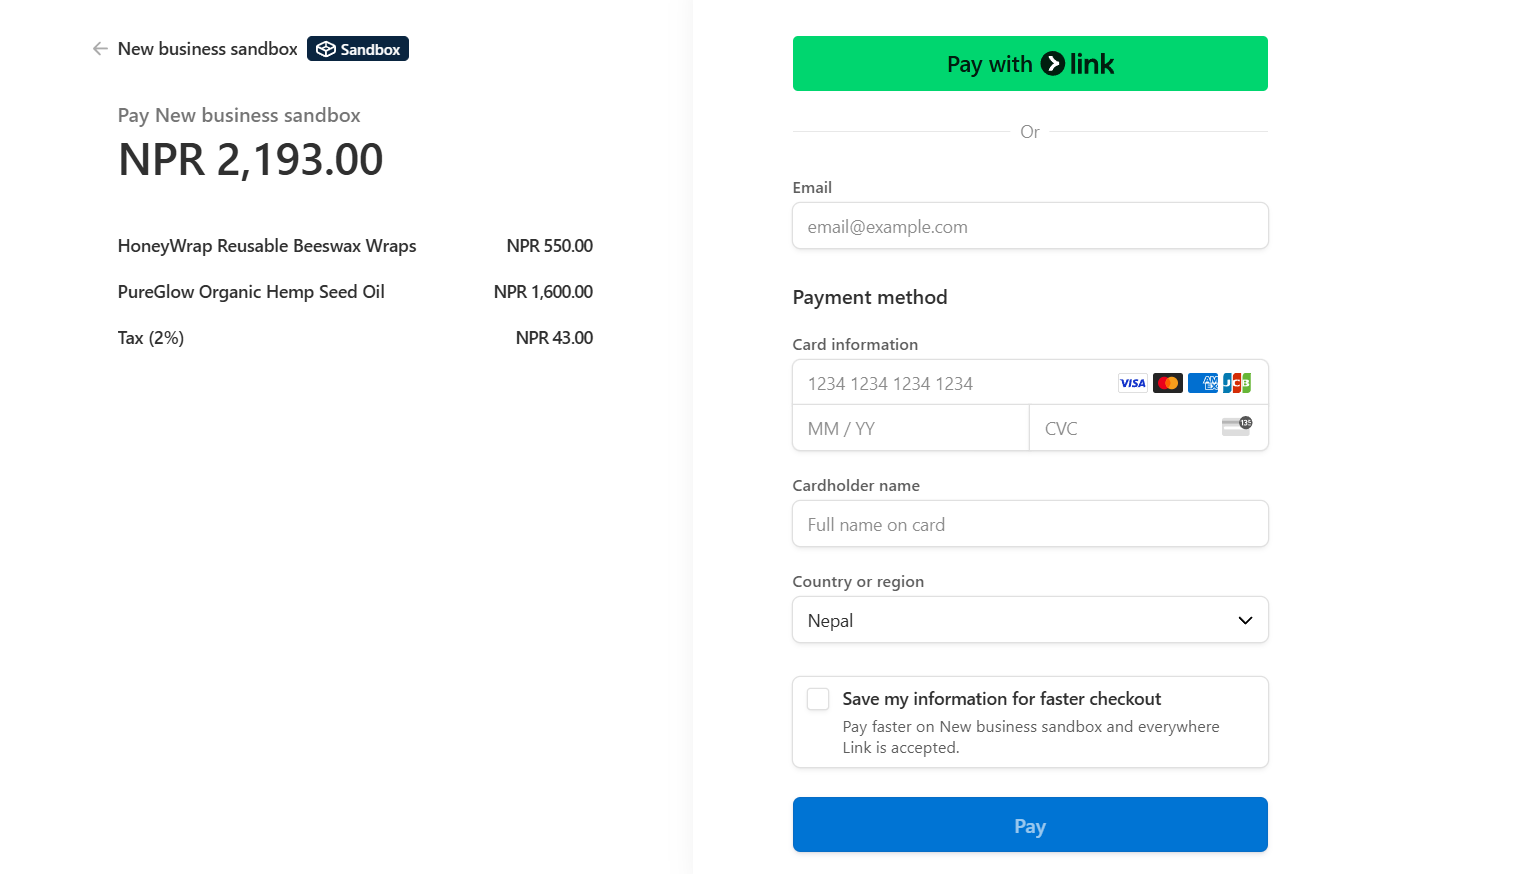 New business sandbox Sandbox
Pay New business sandbox
NPR 2,193.00
HoneyWrap Reusable Beeswax Wraps NPR 550.00
PureGlow Organic Hemp Seed Oil NPR 1,600.00
Tax (2%) NPR 43.00
Pay with link
Or
Email
email@example.com
Payment method
Card information
1234 1234 1234 1234 VISA AMEX JCB
MM / YY CVC 135
Cardholder name
Full name on card
Country or region
Nepal
Save my information for faster checkout
Pay faster on New business sandbox and everywhere
Link is accepted.
Pay